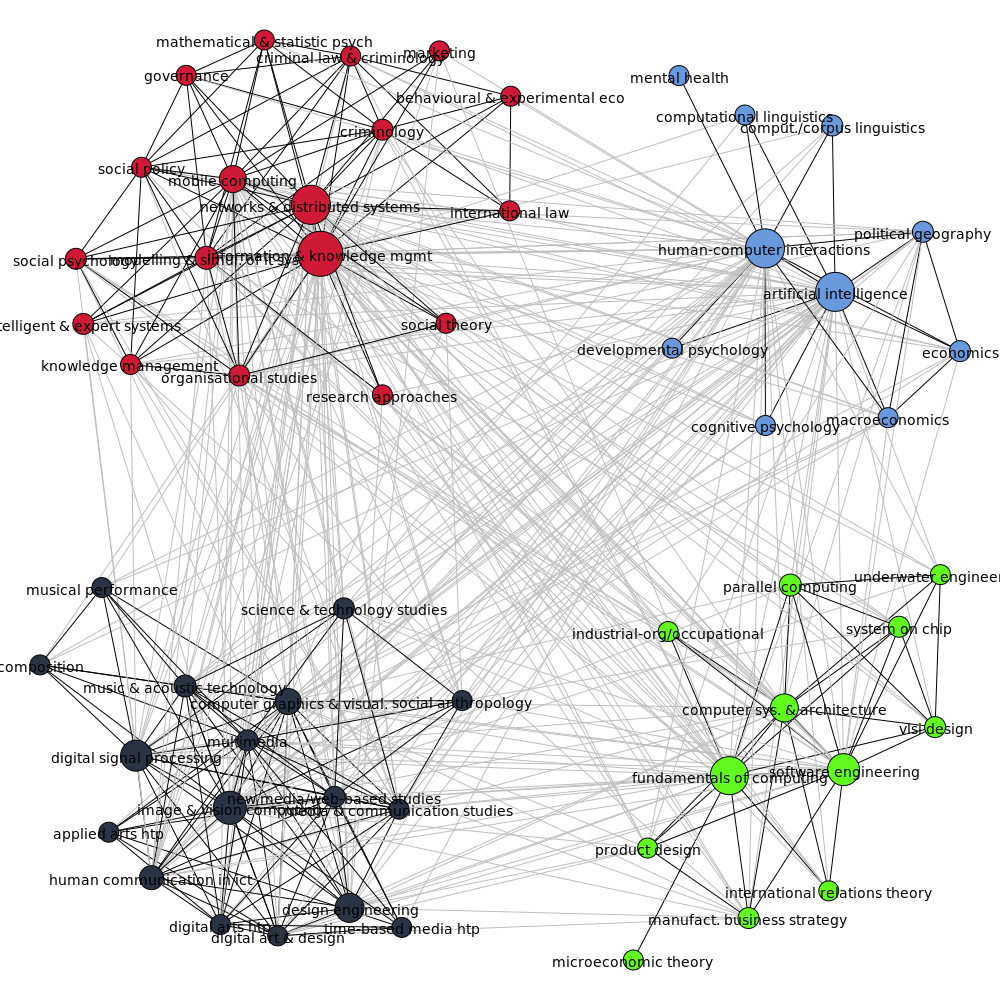 mathematical & statistic psych
criminal law & criminology
marketing
governance
mental health
behavioural & experimental eco
computational linguistics
comput./corpus linguistics
criminology
social policy
mobile computing
networks & distributed systems
international law
political geography
human-computer interactions
social psychology
modelling & simul. of it sys
information & knowledge mgmt
artificial intelligence
telligent & expert systems
social theory
developmental psychology
economics
knowledge management
organisational studies
research approaches
macroeconomics
cognitive psychology
underwater engineer
parallel computing
musical performance
science & technology studies
system on chip
industrial-org/occupational
composition
music & acoustic technology
computer graphics & visual.
social anthropology
computer sys. & architecture
vlsi design
multimedia
digital signal processing
software engineering
fundamentals of computing
new media/web-based studies
image & vision computing
media & communication studies
applied arts htp
product design
human communication in ict
international relations theory
design engineering
manufact. business strategy
digital arts htp
time-based media htp
digital art & design
microeconomic theory